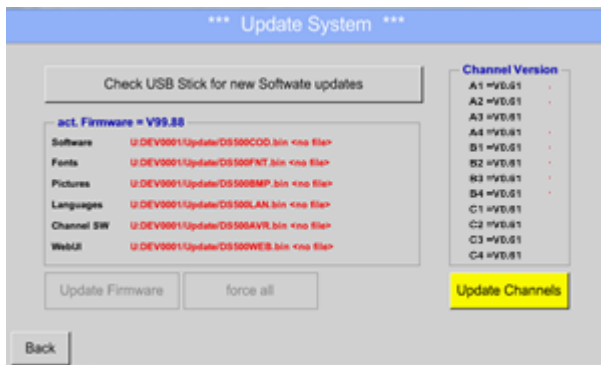 *** Update System ***
Check USB Stick for new Softwate updates
act. Firmware = V99.88
Software U:DEV0001/Update/DS500COD.bin <no file>
Fonts U:DEV0001/Update/DS500FNT.bin <no file>
Pictures U:DEV0001/Update/DS500BMP.bin <no file>
Languages U:DEV0001/Update/DS500LAN.bin <no file>
Channel SW U:DEV0001/Update/DS500AVR.bin <no file>
WebUI U:DEV0001/Update/DS500WEB.bin <no file>
Update Firmware
force all
Channel Version
A1 =V0.61
A2 =V0.61
A3 =V0.61
A4 =V0.61
B1 =V0.61
B2 =V0.61
B3 =V0.61
B4 =V0.61
C1 =V0.61
C2 =V0.61
C3 =V0.61
C4 =V0.61
Update Channels
Back